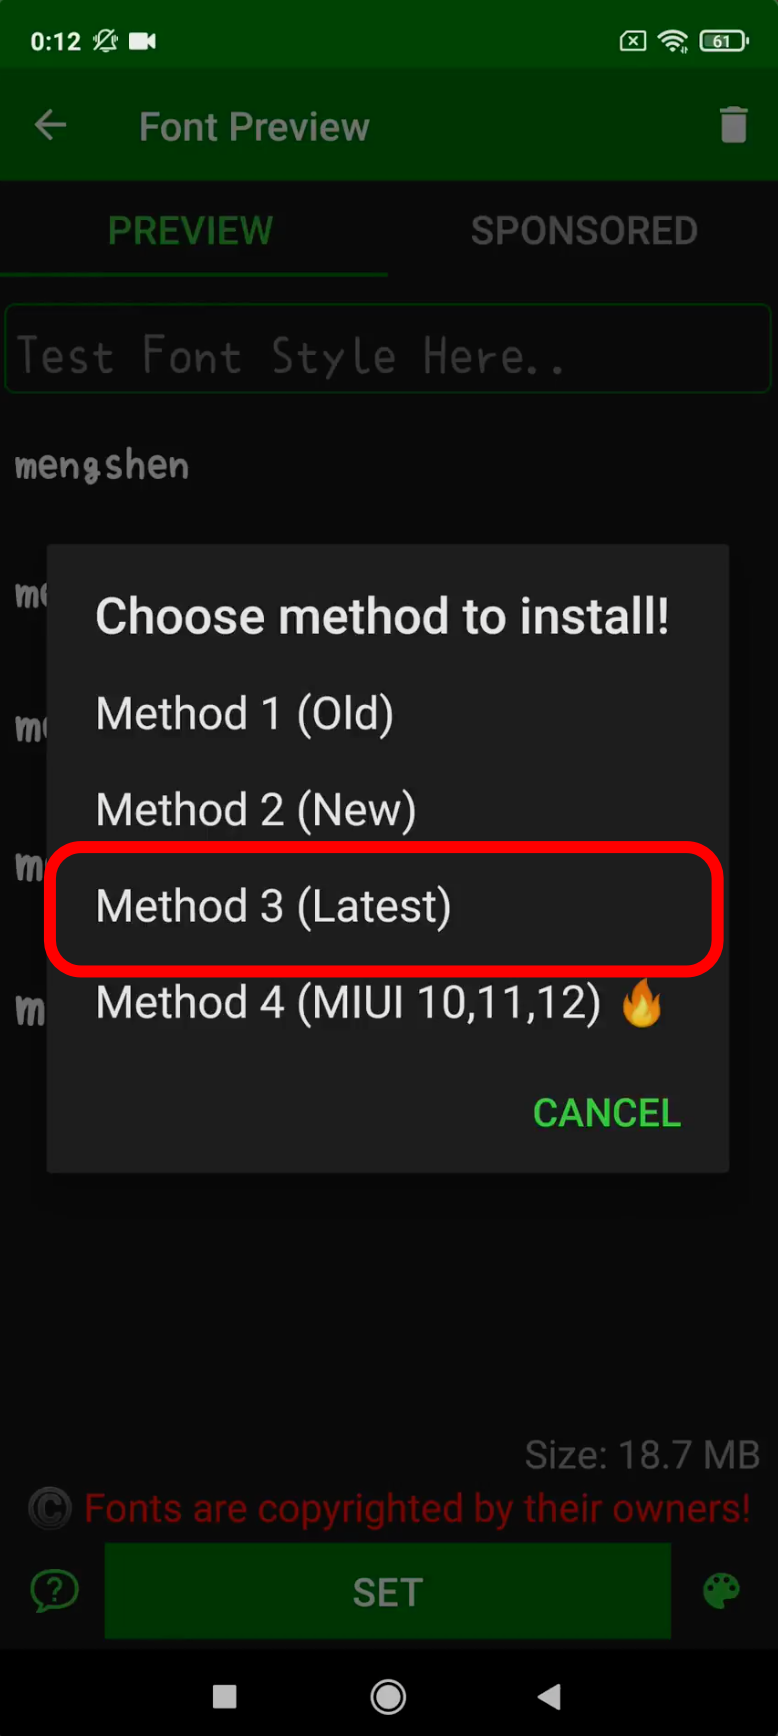 0:12 61
Font Preview
PREVIEW SPONSORED
Test Font Style Here..
mengshen
me
Choose method to install!
Method 1 (Old)
me
Method 2 (New)
m
Method 3 (Latest)
m
Method 4 (MIUI 10,11,12) 🔥
CANCEL
Size: 18.7 MB
© Fonts are copyrighted by their owners!
? SET